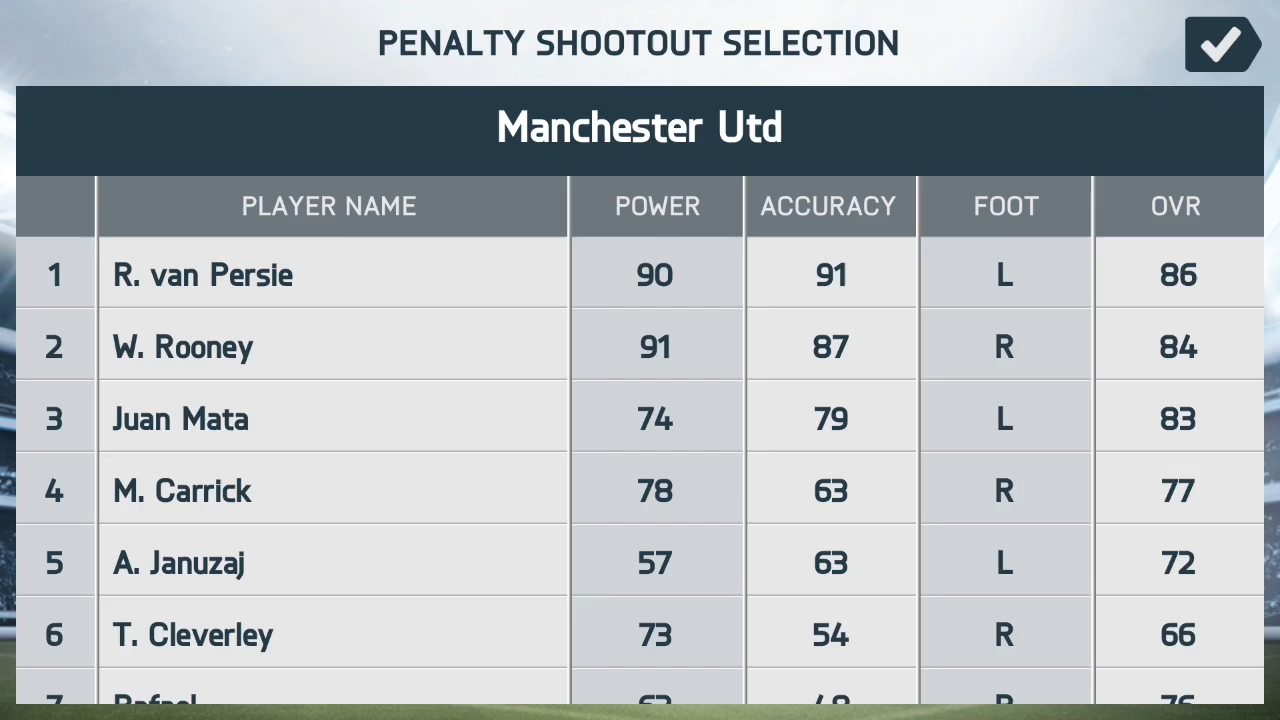 PENALTY SHOOTOUT SELECTION
Manchester Utd
PLAYER NAME POWER ACCURACY FOOT OVR
1 R. van Persie 90 91 L 86
2 W. Rooney 91 87 R 84
3 Juan Mata 74 79 L 83
4 M. Carrick 78 63 R 77
5 A. Januzaj 57 63 L 72
6 T. Cleverley 73 54 R 66
7 Rafael R